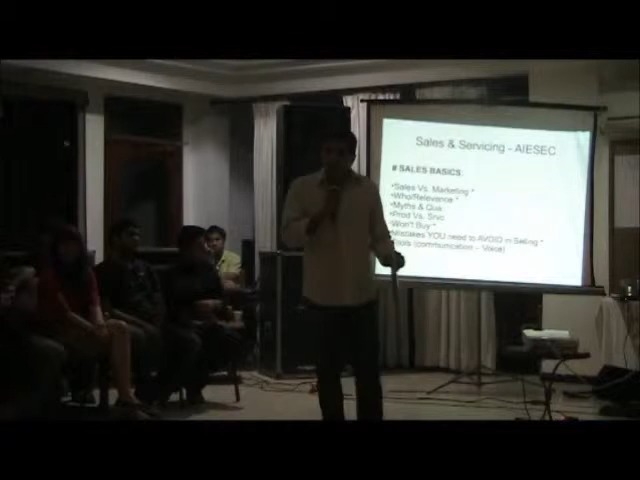 Sales & Servicing - AIESEC
# SALES BASICS
•Sales Vs. Marketing *
•Who/Relevance *
•Myths & Qua
•Prod Vs. Srvc
•Won't Buy *
•Mistakes YOU need to AVOID in Selling *
•Tools (communication - Voice)